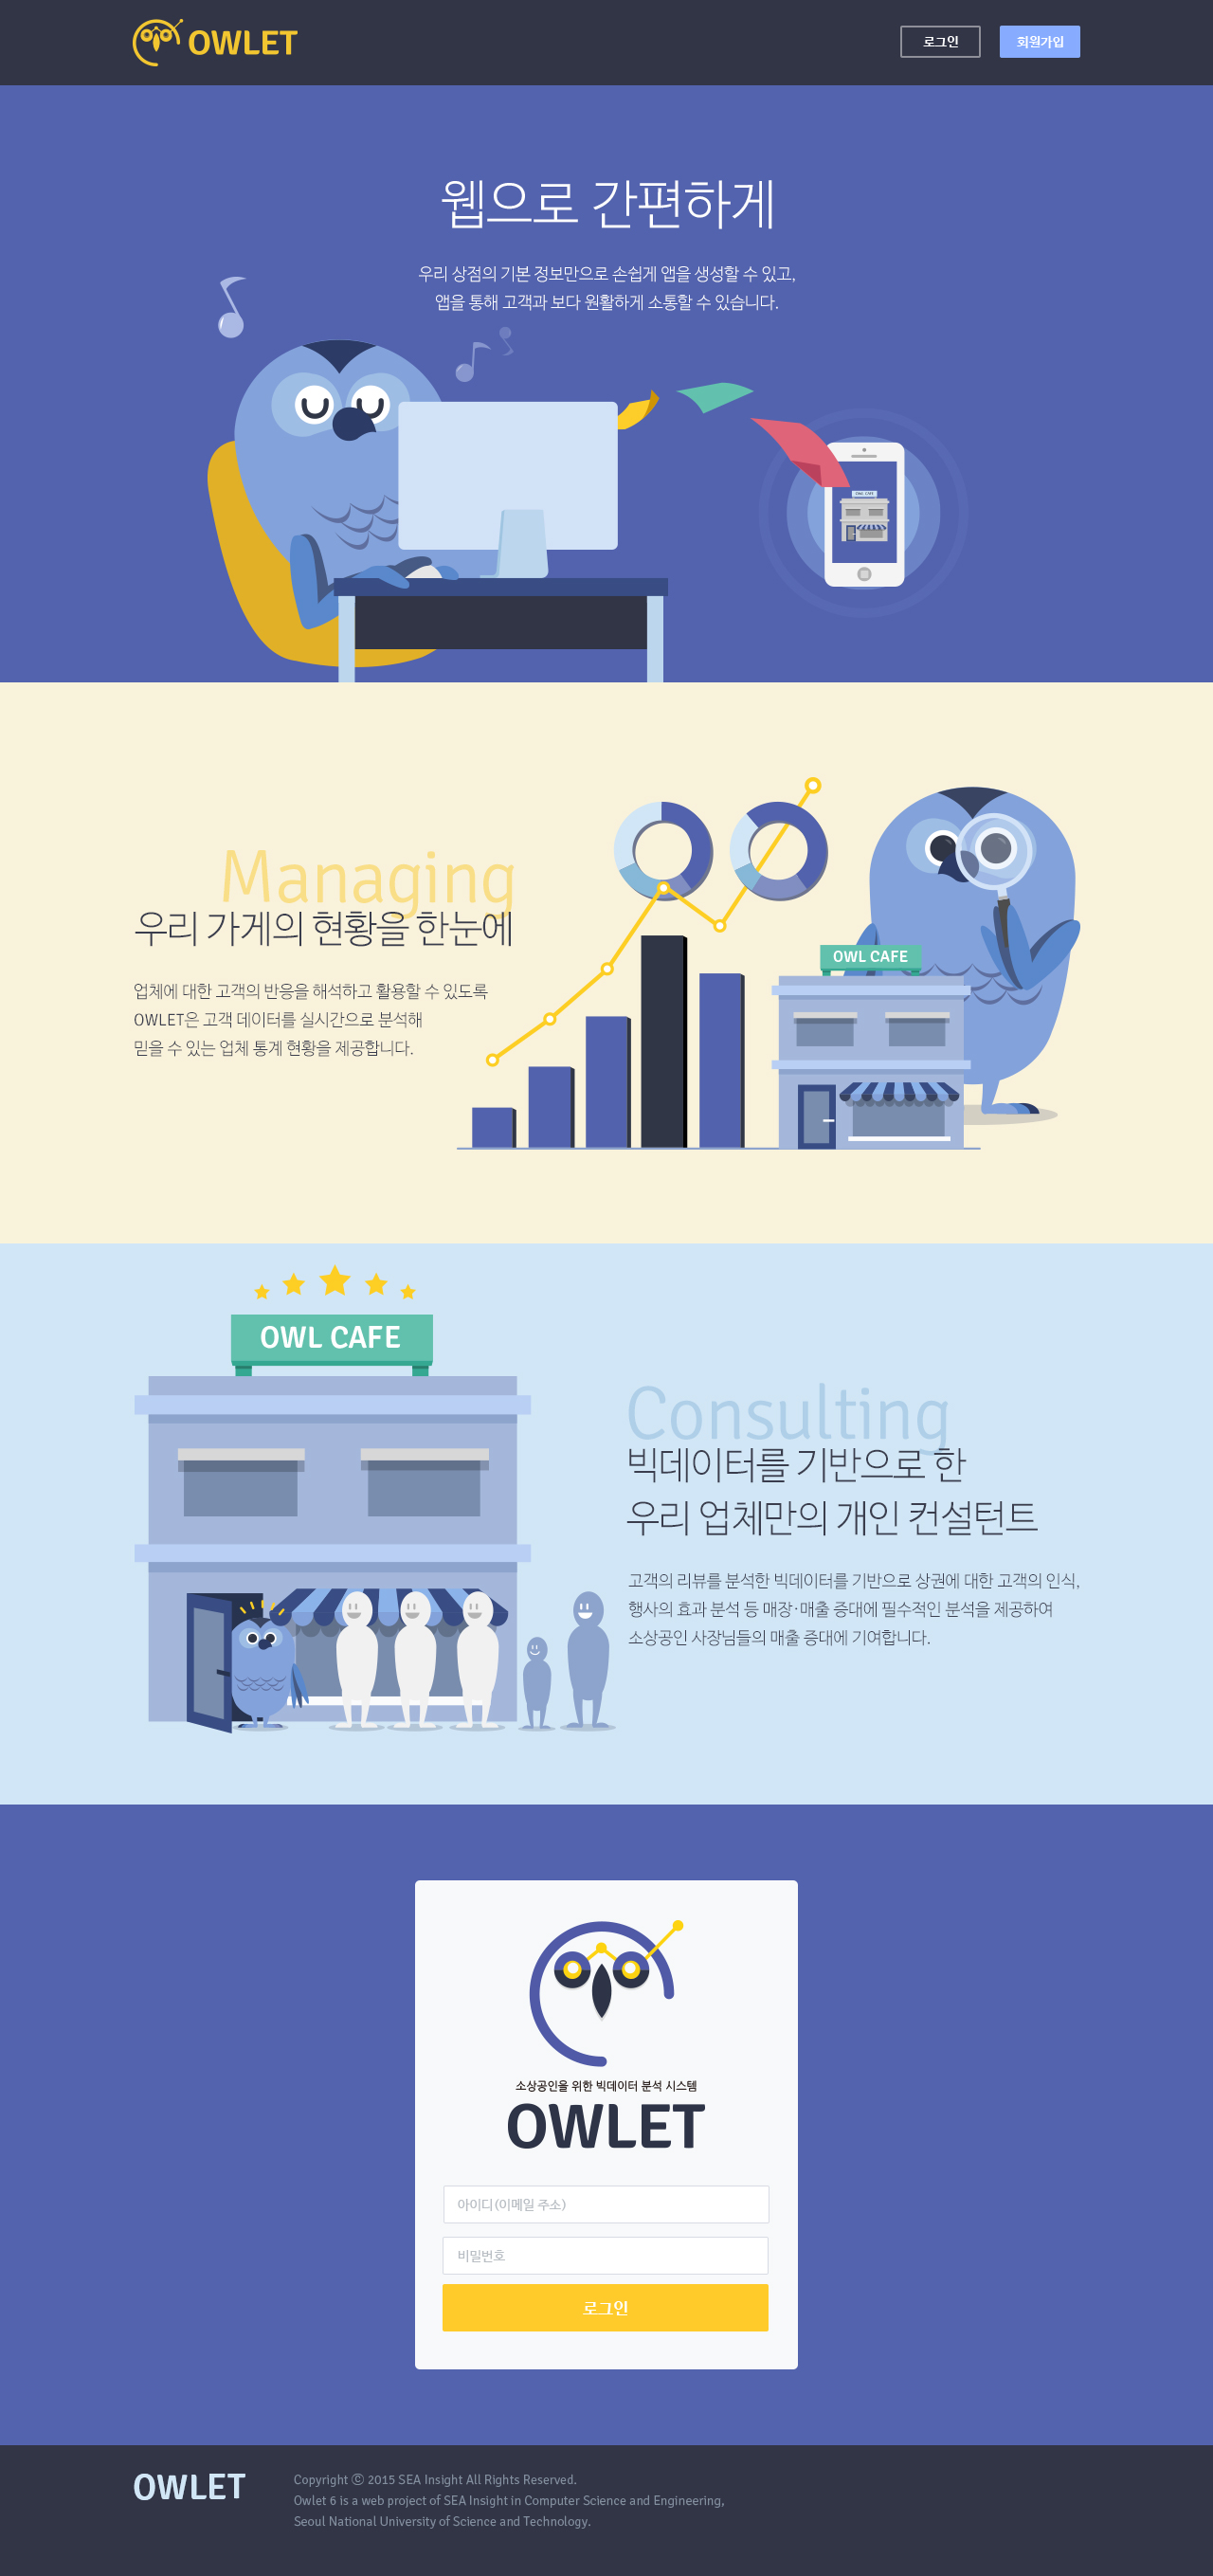 OWLET
로그인
회원가입
웹으로 간편하게
우리 상점의 기본 정보만으로 손쉽게 앱을 생성할 수 있고,
앱을 통해 고객과 보다 원활하게 소통할 수 있습니다.
OWL CAFE
Managing
우리 가게의 현황을 한눈에
업체에 대한 고객의 반응을 해석하고 활용할 수 있도록
OWLET은 고객 데이터를 실시간으로 분석해
믿을 수 있는 업체 통계 현황을 제공합니다.
OWL CAFE
OWL CAFE
Consulting
빅데이터를 기반으로 한
우리 업체만의 개인 컨설턴트
고객의 리뷰를 분석한 빅데이터를 기반으로 상권에 대한 고객의 인식,
행사의 효과 분석 등 매장·매출 증대에 필수적인 분석을 제공하여
소상공인 사장님들의 매출 증대에 기여합니다.
소상공인을 위한 빅데이터 분석 시스템
OWLET
아이디(이메일 주소)
비밀번호
로그인
OWLET
Copyright ⓒ 2015 SEA Insight All Rights Reserved.
Owlet 6 is a web project of SEA Insight in Computer Science and Engineering,
Seoul National University of Science and Technology.